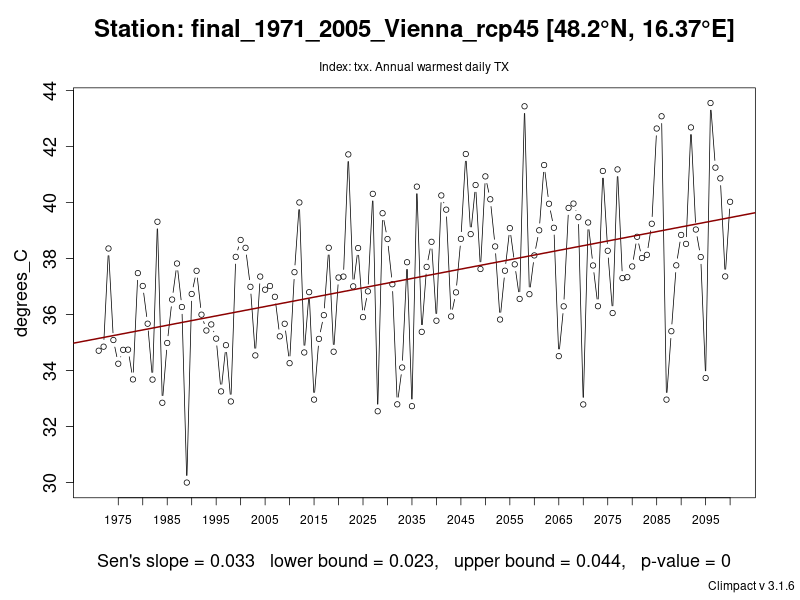 Station: final_1971_2005_Vienna_rcp45 [48.2°N, 16.37°E]
Index: txx. Annual warmest daily TX
degrees_C
44
42
40
38
36
34
32
30
1975 1985 1995 2005 2015 2025 2035 2045 2055 2065 2075 2085 2095
Sen's slope = 0.033 lower bound = 0.023, upper bound = 0.044, p-value = 0
Climpact v 3.1.6